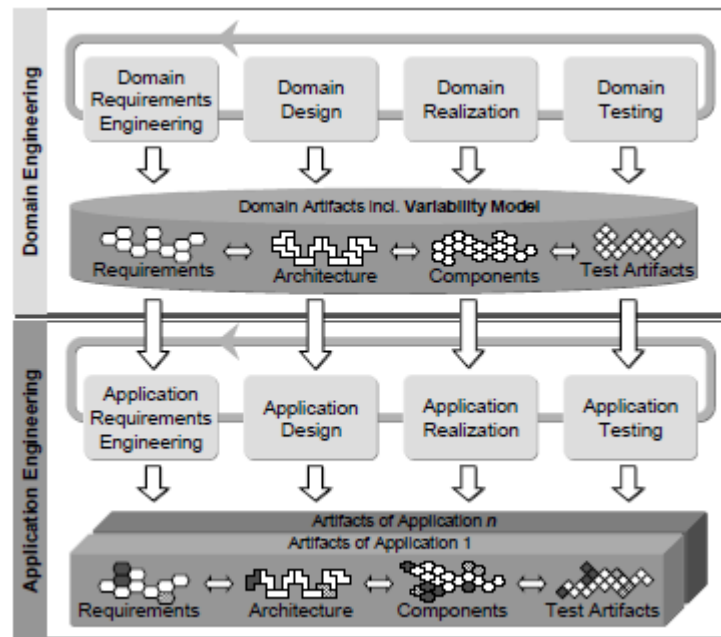 Domain Engineering
Domain
Requirements
Engineering
Domain
Design
Domain
Realization
Domain
Testing
Domain Artifacts incl. Variability Model
Requirements
Architecture
Components
Test Artifacts
Application Engineering
Application
Requirements
Engineering
Application
Design
Application
Realization
Application
Testing
Artifacts of Application n
Artifacts of Application 1
Requirements
Architecture
Components
Test Artifacts